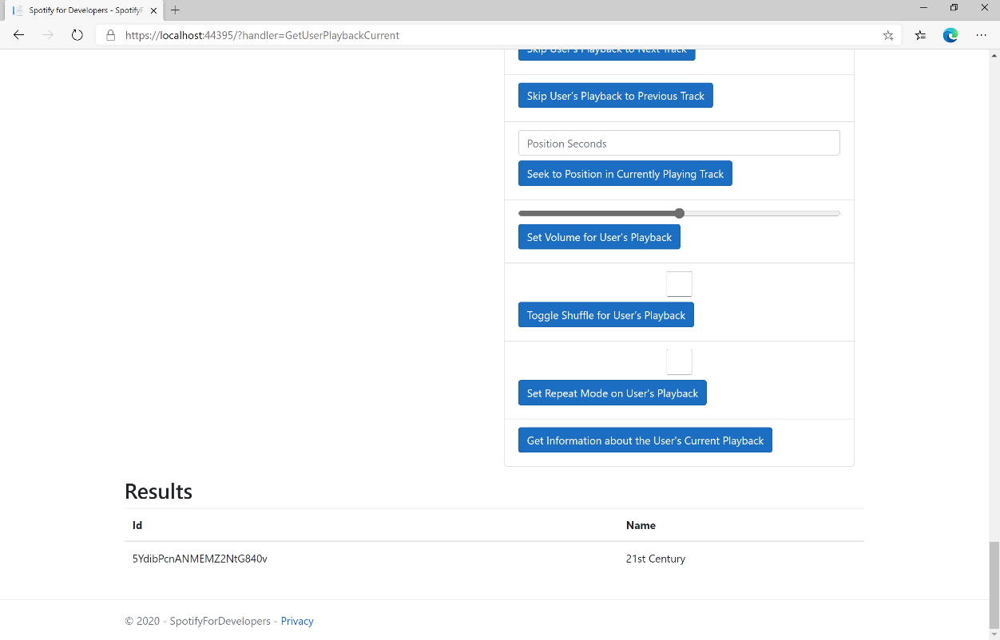 Spotify for Developers - SpotifyF
https://localhost:44395/?handler=GetUserPlaybackCurrent
Skip User's Playback to Next Track
Skip User's Playback to Previous Track
Position Seconds
Seek to Position in Currently Playing Track
Set Volume for User's Playback
Toggle Shuffle for User's Playback
Set Repeat Mode on User's Playback
Get Information about the User's Current Playback
Results
Id Name
5YdibPcnANMEMZ2NtG840v 21st Century
© 2020 - SpotifyForDevelopers - Privacy